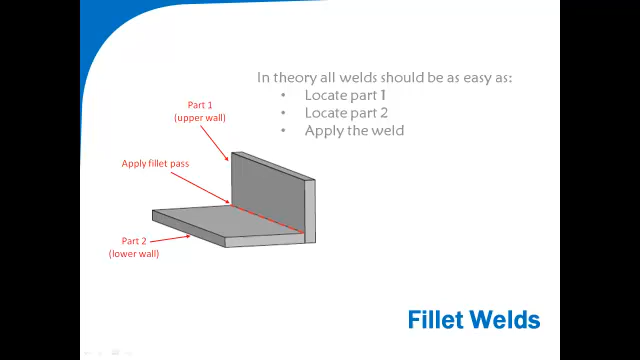 In theory all welds should be as easy as:
• Locate part 1
• Locate part 2
• Apply the weld
Part 1
(upper wall)
Apply fillet pass
Part 2
(lower wall)
Fillet Welds